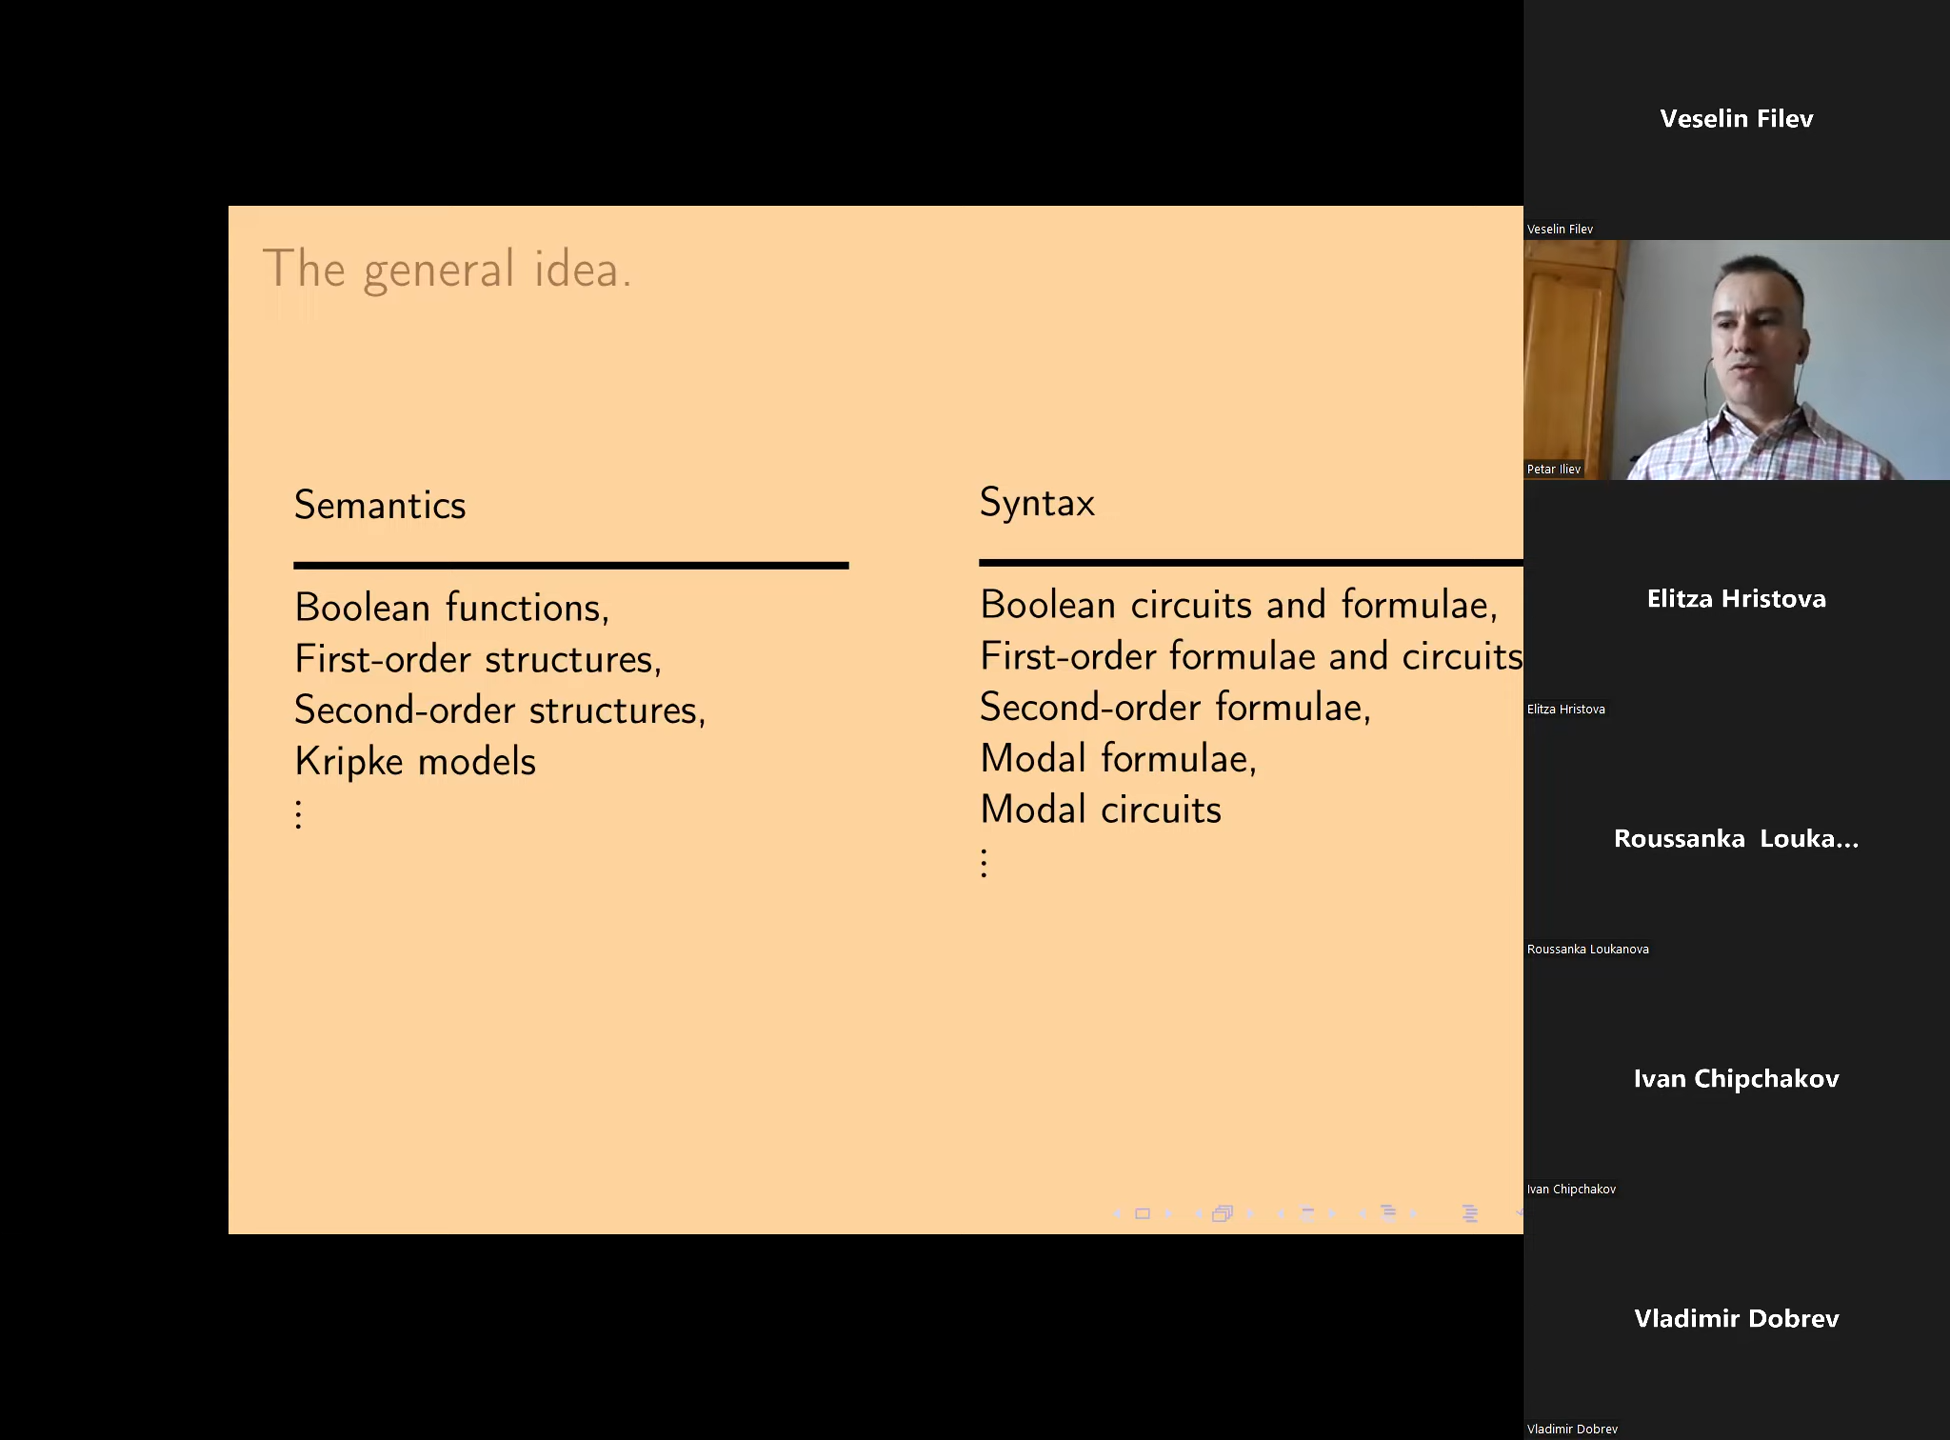 The general idea.
Semantics
Boolean functions,
First-order structures,
Second-order structures,
Kripke models
⋮
Syntax
Boolean circuits and formulae,
First-order formulae and circuits
Second-order formulae,
Modal formulae,
Modal circuits
⋮
Veselin Filev
Veselin Filev
Petar Iliev
Elitza Hristova
Elitza Hristova
Roussanka Louka...
Roussanka Loukanova
Ivan Chipchakov
Ivan Chipchakov
Vladimir Dobrev
Vladimir Dobrev